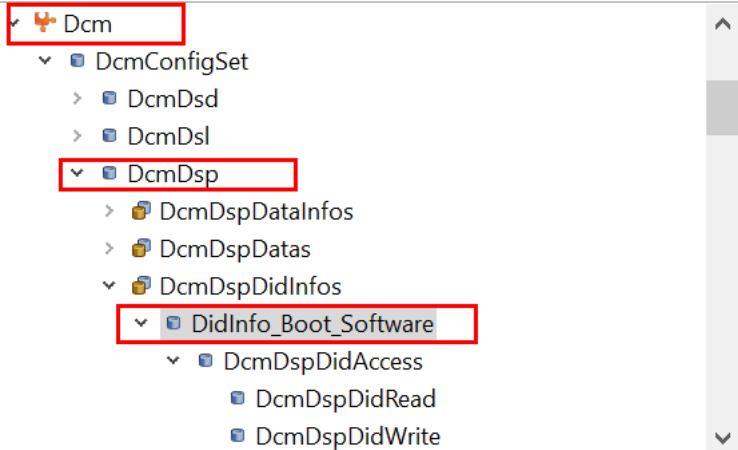 Dcm
DcmConfigSet
DcmDsd
DcmDsl
DcmDsp
DcmDspDataInfos
DcmDspDatas
DcmDspDidInfos
DidInfo_Boot_Software
DcmDspDidAccess
DcmDspDidRead
DcmDspDidWrite